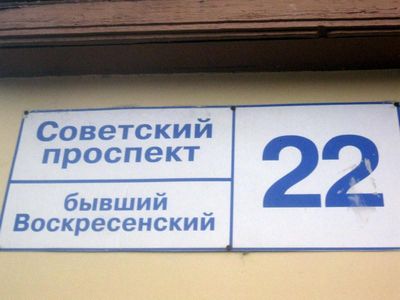 Советский
проспект
бывший
Воскресенский
22